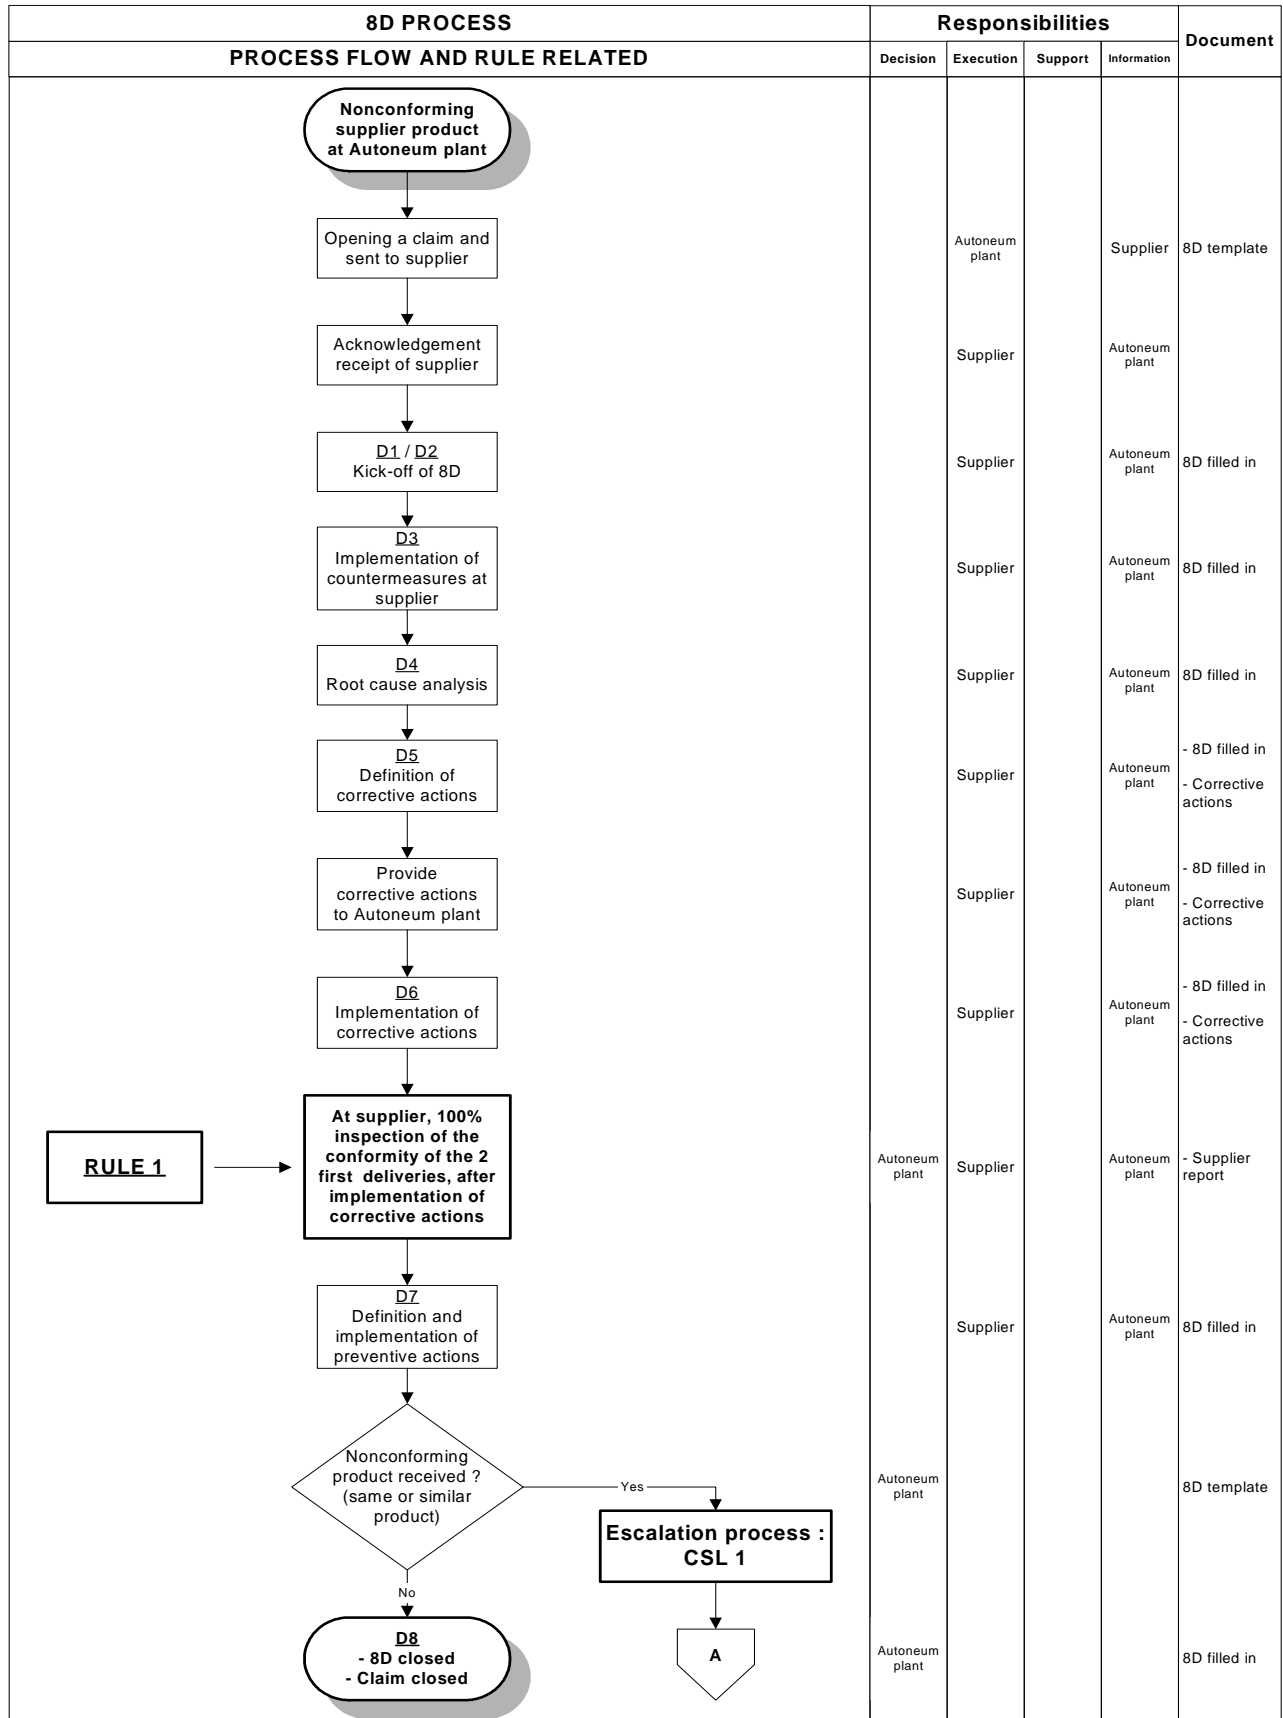 8D PROCESS
Responsibilities
Document
PROCESS FLOW AND RULE RELATED
Decision
Execution
Support
Information
Nonconforming
supplier product
at Autoneum plant
Opening a claim and
sent to supplier
Autoneum
plant
Supplier
8D template
Acknowledgement
receipt of supplier
Supplier
Autoneum
plant
D1 / D2
Kick-off of 8D
Supplier
Autoneum
plant
8D filled in
D3
Implementation of
countermeasures at
supplier
Supplier
Autoneum
plant
8D filled in
D4
Root cause analysis
Supplier
Autoneum
plant
8D filled in
D5
Definition of
corrective actions
Supplier
Autoneum
plant
- 8D filled in
- Corrective
actions
Provide
corrective actions
to Autoneum plant
Supplier
Autoneum
plant
- 8D filled in
- Corrective
actions
D6
Implementation of
corrective actions
Supplier
Autoneum
plant
- 8D filled in
- Corrective
actions
RULE 1
At supplier, 100%
inspection of the
conformity of the 2
first deliveries, after
implementation of
corrective actions
Autoneum
plant
Supplier
Autoneum
plant
- Supplier
report
D7
Definition and
implementation of
preventive actions
Supplier
Autoneum
plant
8D filled in
Nonconforming
product received ?
(same or similar
product)
Yes
Autoneum
plant
8D template
Escalation process :
CSL 1
No
D8
- 8D closed
- Claim closed
A
Autoneum
plant
8D filled in